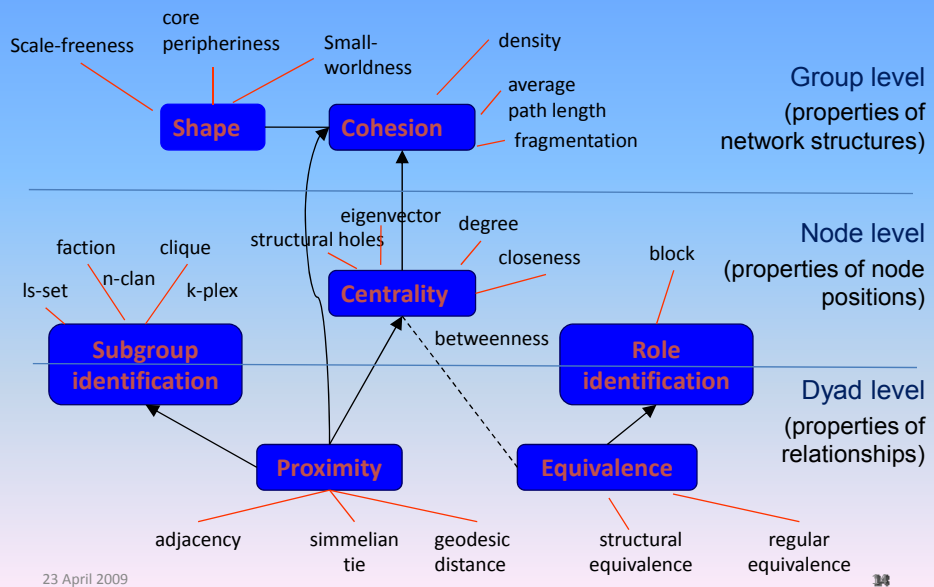 core
peripheriness
Scale-freeness
Small-
worldness
density
average
path length
fragmentation
Shape
Cohesion
Group level
(properties of
network structures)
eigenvector
structural holes
degree
closeness
faction
clique
n-clan
ls-set
k-plex
block
Node level
(properties of node
positions)
Centrality
betweenness
Subgroup
identification
Role
identification
Dyad level
(properties of
relationships)
Proximity
Equivalence
adjacency
simmelian
tie
geodesic
distance
structural
equivalence
regular
equivalence
23 April 2009